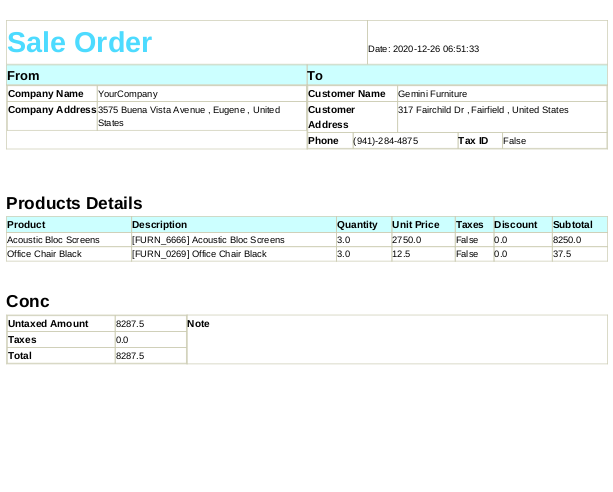 Sale Order
Date: 2020-12-26 06:51:33
From To
Company Name YourCompany Customer Name Gemini Furniture
Company Address 3575 Buena Vista Avenue , Eugene , United States Customer Address 317 Fairchild Dr , Fairfield , United States
Phone (941)-284-4875 Tax ID False
Products Details
Product Description Quantity Unit Price Taxes Discount Subtotal
Acoustic Bloc Screens [FURN_6666] Acoustic Bloc Screens 3.0 2750.0 False 0.0 8250.0
Office Chair Black [FURN_0269] Office Chair Black 3.0 12.5 False 0.0 37.5
Conc
Untaxed Amount 8287.5 Note
Taxes 0.0
Total 8287.5